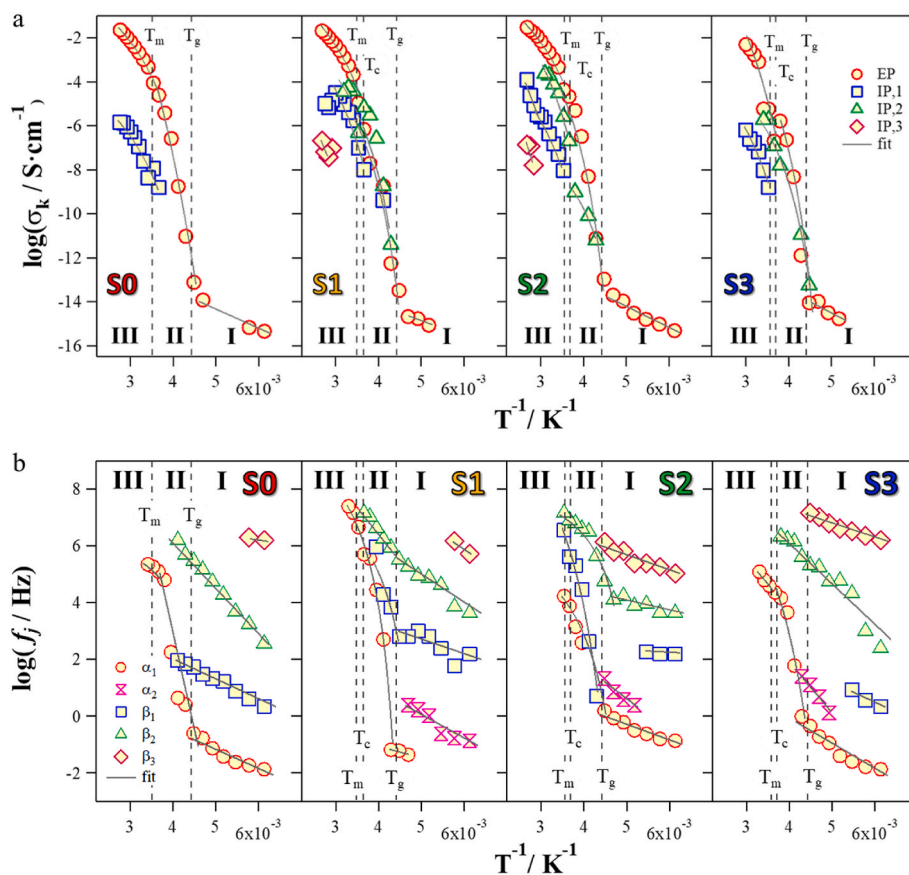 a
-2
-4
-6
-8
-10
-12
-14
-16
log(σk / S·cm⁻¹
Tm
Tg
S0
III
II
I
3
4
5
6x10⁻³
Tm
Tg
Tc
S1
III
II
I
3
4
5
6x10⁻³
Tm
Tg
Tc
S2
III
II
I
3
4
5
6x10⁻³
Tm
Tg
Tc
EP
IP,1
IP,2
IP,3
fit
S3
III
II
I
3
4
5
6x10⁻³
T⁻¹/ K⁻¹
b
8
6
4
2
0
-2
log(fj / Hz)
III
II
I
S0
Tm
Tg
α1
α2
β1
β2
β3
fit
3
4
5
6x10⁻³
III
II
I
S1
Tc
Tm
Tg
3
4
5
6x10⁻³
III
II
I
S2
Tc
Tm
Tg
3
4
5
6x10⁻³
III
II
I
S3
Tc
Tm
Tg
3
4
5
6x10⁻³
T⁻¹/ K⁻¹